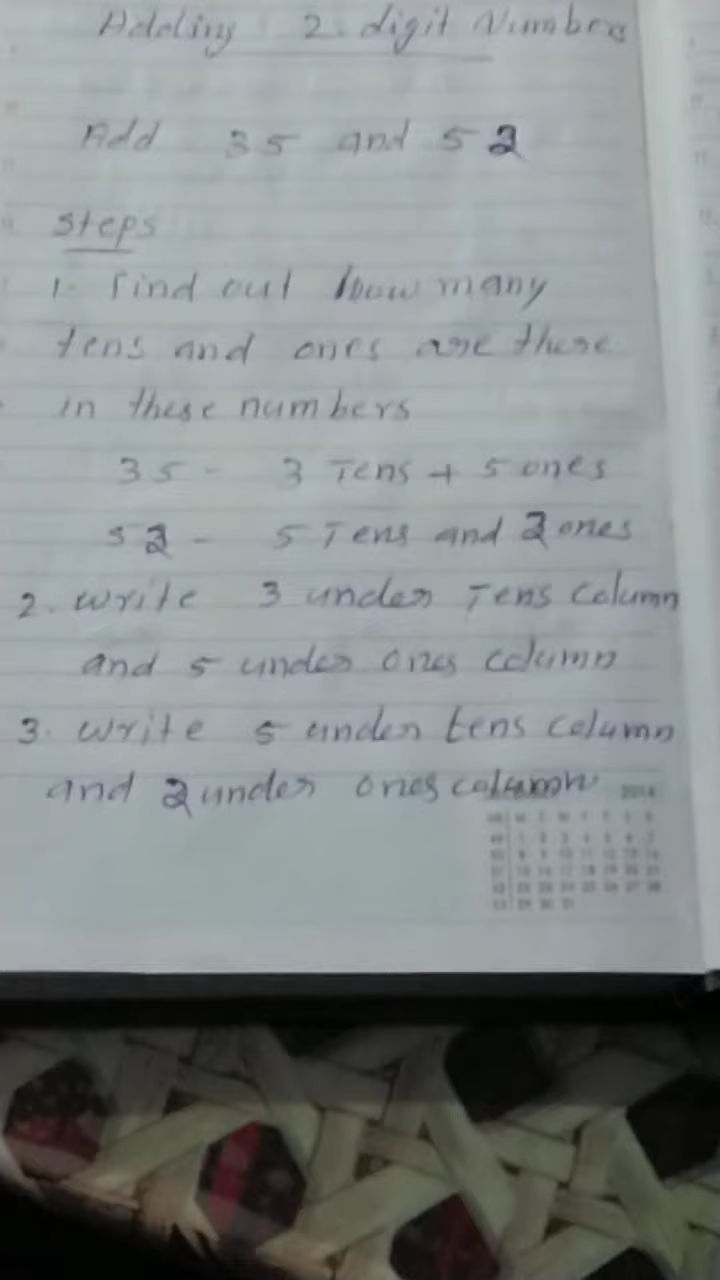 Adding 2 digit Numbers
Add 35 and 52
Steps
1. Find out how many
tens and ones are there
in these numbers
35 - 3 Tens + 5 ones
52 - 5 Tens and 2 ones
2. write 3 under Tens column
and 5 under ones column
3. write 5 under tens column
and 2 under ones column
2014